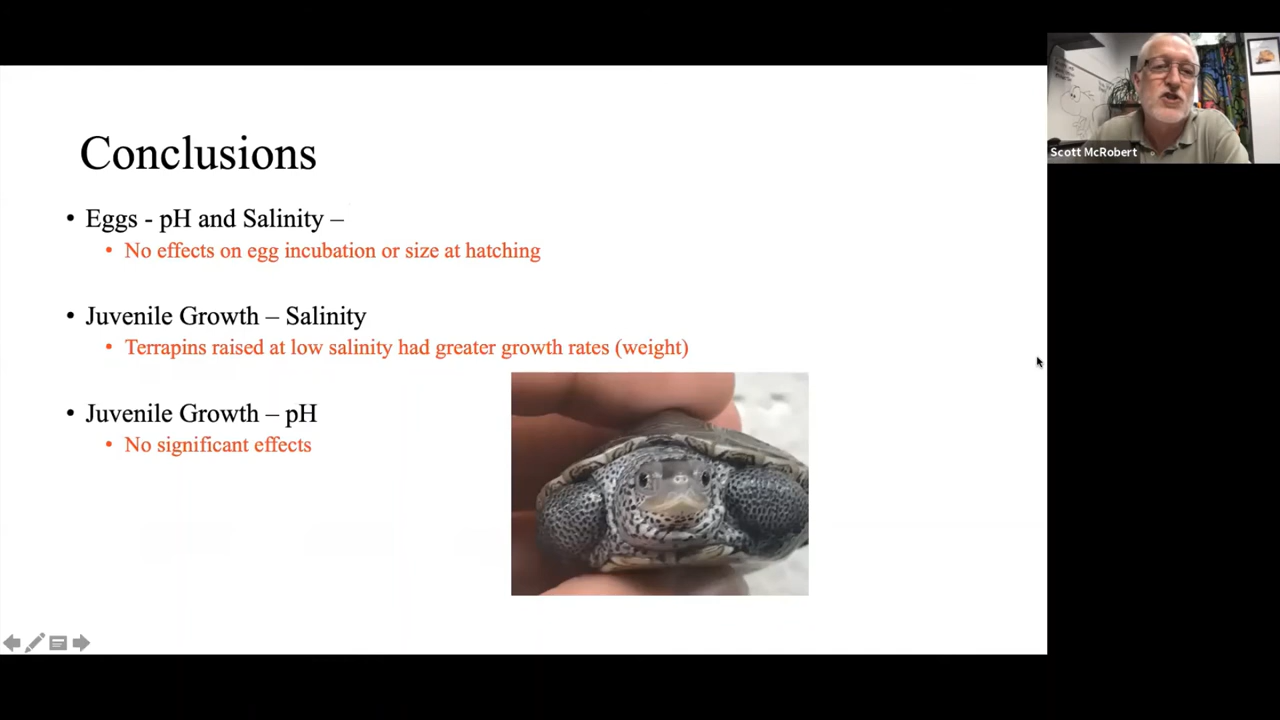 Conclusions
• Eggs - pH and Salinity –
• No effects on egg incubation or size at hatching
• Juvenile Growth – Salinity
• Terrapins raised at low salinity had greater growth rates (weight)
• Juvenile Growth – pH
• No significant effects
Scott McRobert